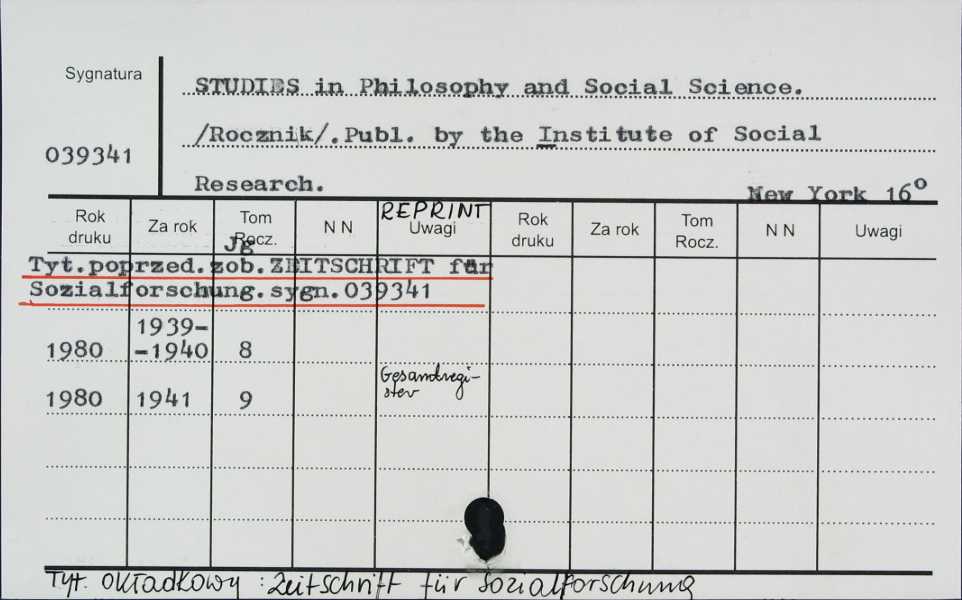 Sygnatura
STUDIES in Philosophy and Social Science.
/Rocznik/.Publ. by the Institute of Social
039341
Research.
New York 16°
Rok druku Za rok Tom Rocz. Jg N N REPRINT Uwagi Rok druku Za rok Tom Rocz. N N Uwagi
Tyt.poprzed.zob.ZEITSCHRIFT für
Sozialforschung.sygn.039341
1980 1939-
-1940 8
1980 1941 9 Gesamtregi-
ster
Tyt. okładkowy : Zeitschrift für Sozialforschung